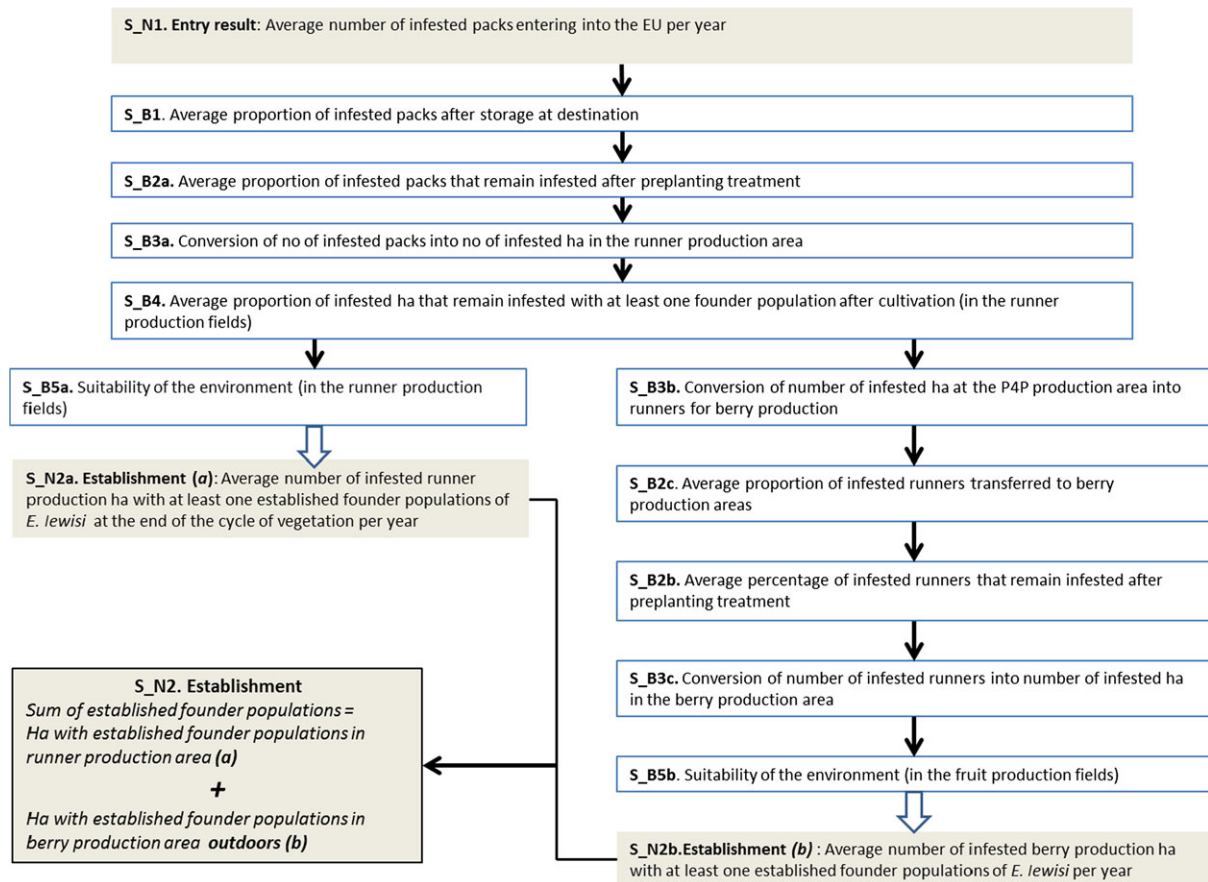 S_N1. Entry result: Average number of infested packs entering into the EU per year
S_B1. Average proportion of infested packs after storage at destination
S_B2a. Average proportion of infested packs that remain infested after preplanting treatment
S_B3a. Conversion of no of infested packs into no of infested ha in the runner production area
S_B4. Average proportion of infested ha that remain infested with at least one founder population after cultivation (in the runner
production fields)
S_B5a. Suitability of the environment (in the runner production
fields)
S_N2a. Establishment (a): Average number of infested runner
production ha with at least one established founder populations of
E. lewisi at the end of the cycle of vegetation per year
S_N2. Establishment
Sum of established founder populations =
Ha with established founder populations in
runner production area (a)
+
Ha with established founder populations in
berry production area outdoors (b)
S_B3b. Conversion of number of infested ha at the P4P production area into
runners for berry production
S_B2c. Average proportion of infested runners transferred to berry
production areas
S_B2b. Average percentage of infested runners that remain infested after
preplanting treatment
S_B3c. Conversion of number of infested runners into number of infested ha
in the berry production area
S_B5b. Suitability of the environment (in the fruit production fields)
S_N2b.Establishment (b) : Average number of infested berry production ha
with at least one established founder populations of E. lewisi per year